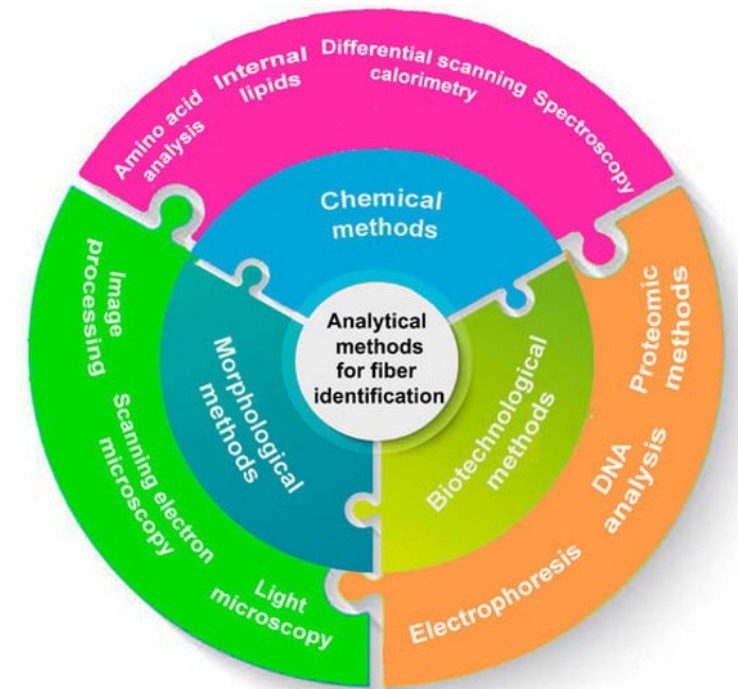 Analytical
methods
for fiber
identification
Chemical
methods
Amino acid
analysis
Internal
lipids
Differential scanning
calorimetry
Spectroscopy
Biotechnological
methods
Proteomic
methods
DNA
analysis
Electrophoresis
Morphological
methods
Light
microscopy
Scanning electron
microscopy
Image
processing